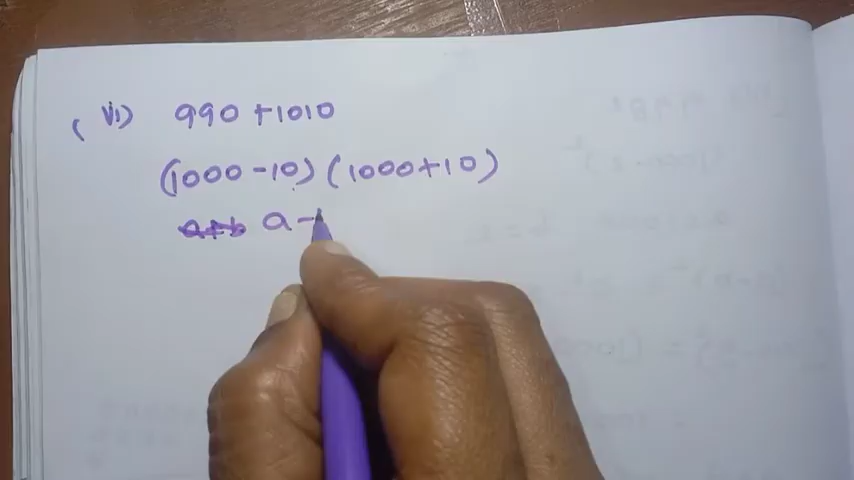 (vi) 990 +1010
(1000 - 10) (1000+10)
a+b a -